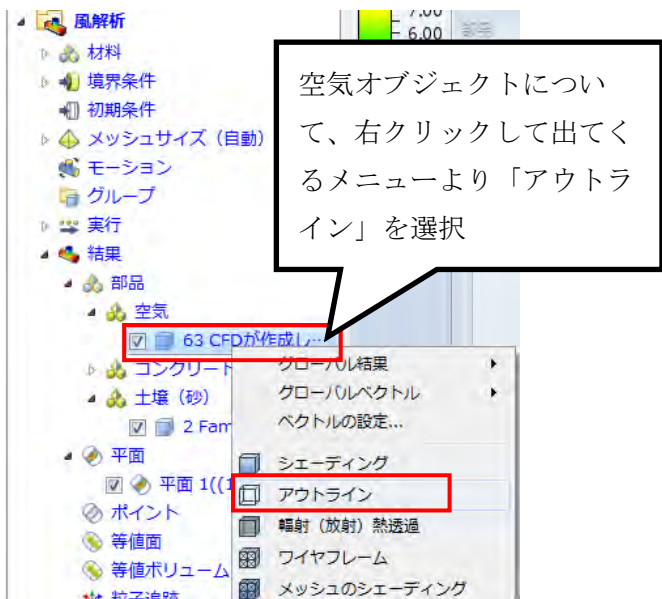 風解析
7.00
6.00
材料
境界条件
初期条件
メッシュサイズ（自動）
モーション
グループ
実行
結果
部品
空気
63 CFDが作成し…
コンクリート
土壌（砂）
2 Fam
平面
平面 1((1
ポイント
等値面
等値ボリューム
粒子追跡
空気オブジェクトについ
て、右クリックして出てく
るメニューより「アウトラ
イン」を選択
グローバル結果
グローバルベクトル
ベクトルの設定...
シェーディング
アウトライン
輻射（放射）熱透過
ワイヤフレーム
メッシュのシェーディング